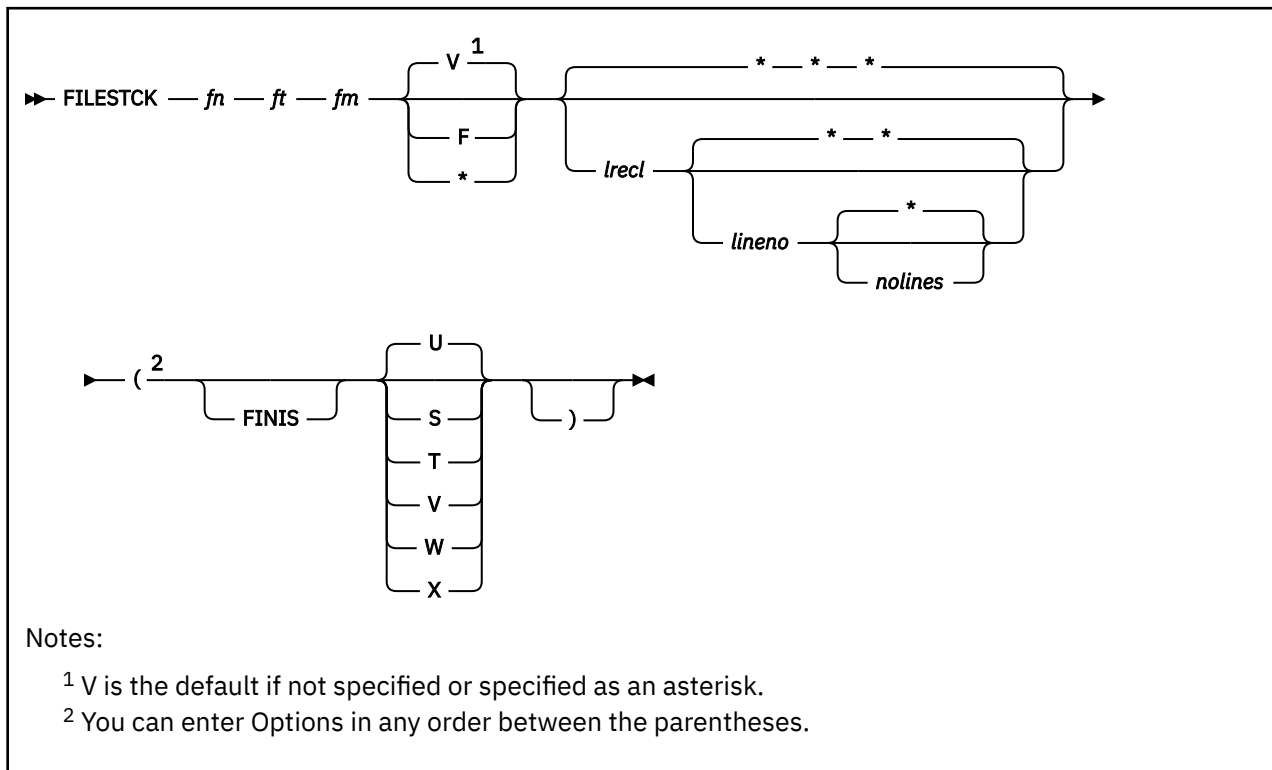 V 1
* * *
FILESTCK fn ft fm
F
* *
*
lrecl
*
lineno
nolines
U
( 2
FINIS
S
)
T
V
W
X
Notes:
1 V is the default if not specified or specified as an asterisk.
2 You can enter Options in any order between the parentheses.